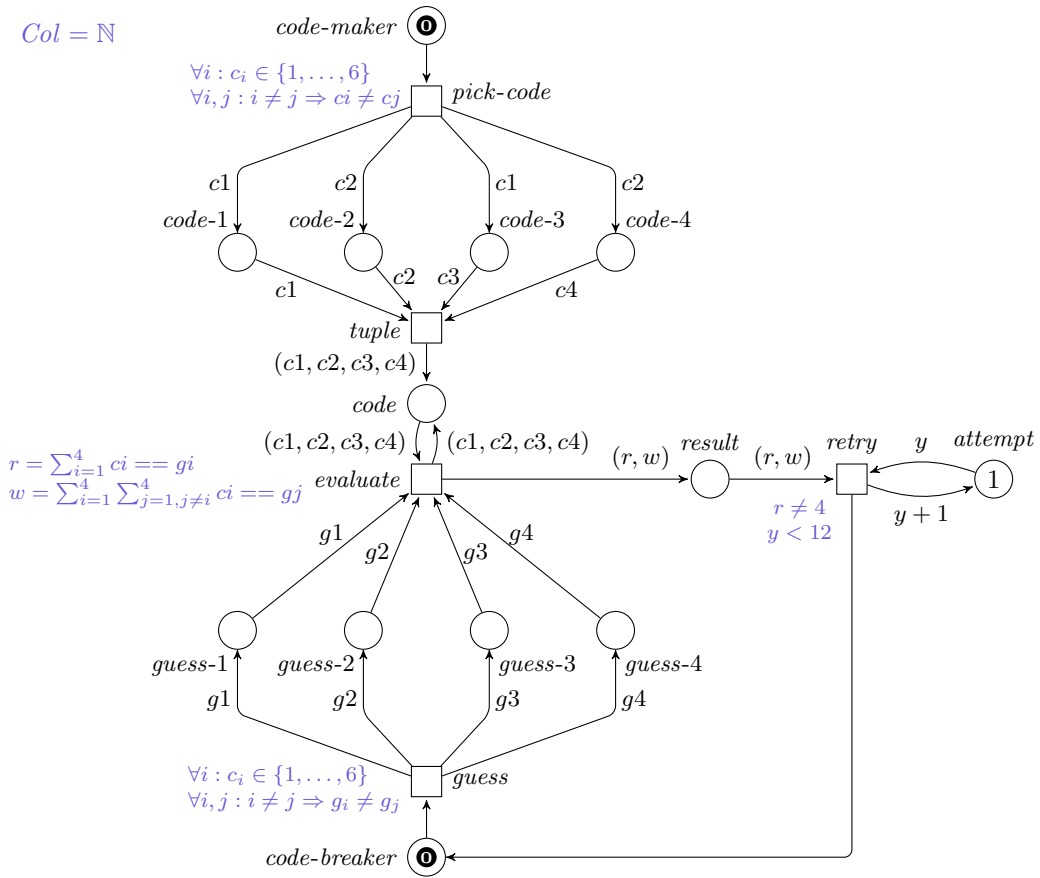 Col = ℕ
code-maker 0
∀i : c_i ∈ {1, . . . , 6}
∀i, j : i ≠ j ⇒ ci ≠ cj
pick-code
c1 c2 c1 c2
code-1 code-2 code-3 code-4
c1 c2 c3 c4
tuple
(c1, c2, c3, c4)
code
(c1, c2, c3, c4) (c1, c2, c3, c4)
r = ∑_{i=1}^{4} ci == gi
w = ∑_{i=1}^{4} ∑_{j=1,j≠i}^{4} ci == gj
evaluate
(r, w) result (r, w) retry y attempt
1
r ≠ 4
y < 12
y + 1
g1 g2 g3 g4
guess-1 guess-2 guess-3 guess-4
g1 g2 g3 g4
∀i : c_i ∈ {1, . . . , 6}
∀i, j : i ≠ j ⇒ g_i ≠ g_j
guess
code-breaker 0